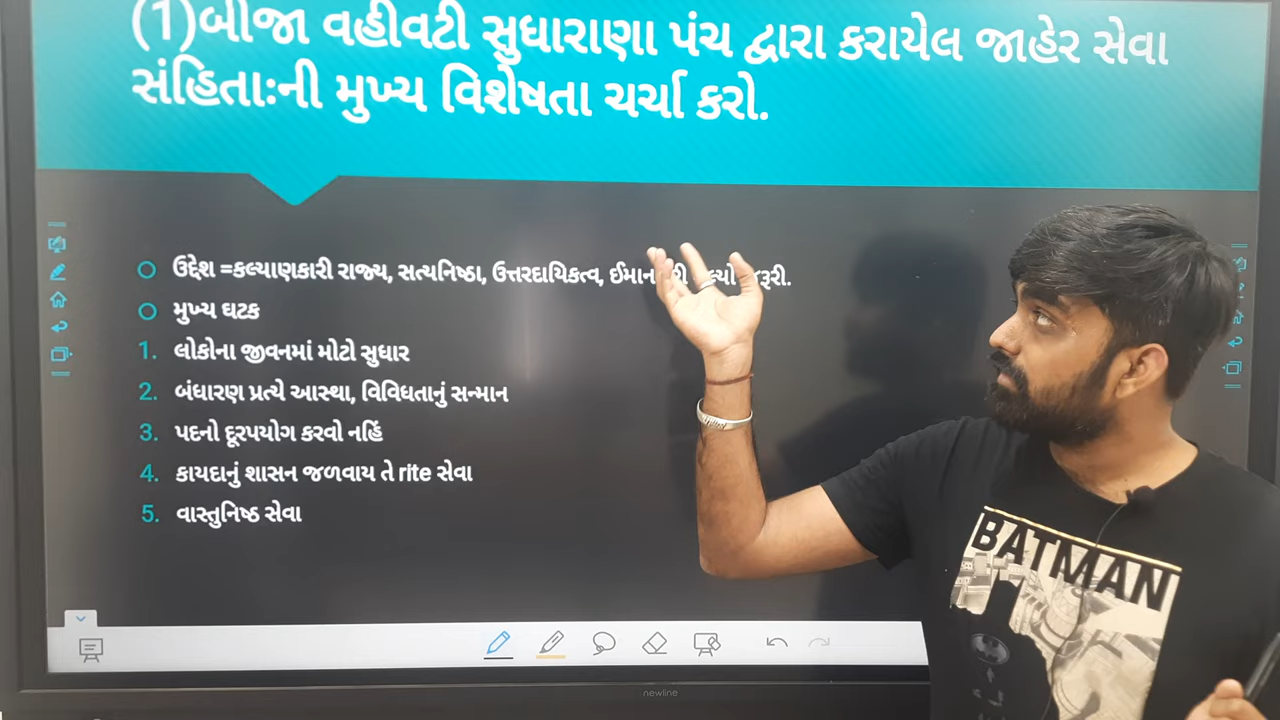 (1)બીજા વહીવટી સુધારાણા પંચ દ્વારા કરાયેલ જાહેર સેવા
સંહિતાઃની મુખ્ય વિશેષતા ચર્ચા કરો.
ઉદ્દેશ =કલ્યાણકારી રાજ્ય, સત્યનિષ્ઠા, ઉત્તરદાયિકત્વ,
મુખ્ય ઘટક
1. લોકોના જીવનમાં મોટો સુધાર
2. બંધારણ પ્રત્યે આસ્થા, વિવિધતાનું સન્માન
3. પદનો દૂરપયોગ કરવો નહિં
4. કાયદાનું શાસન જળવાય તે rite સેવા
5. વાસ્તુનિષ્ઠ સેવા
BATMAN
newline